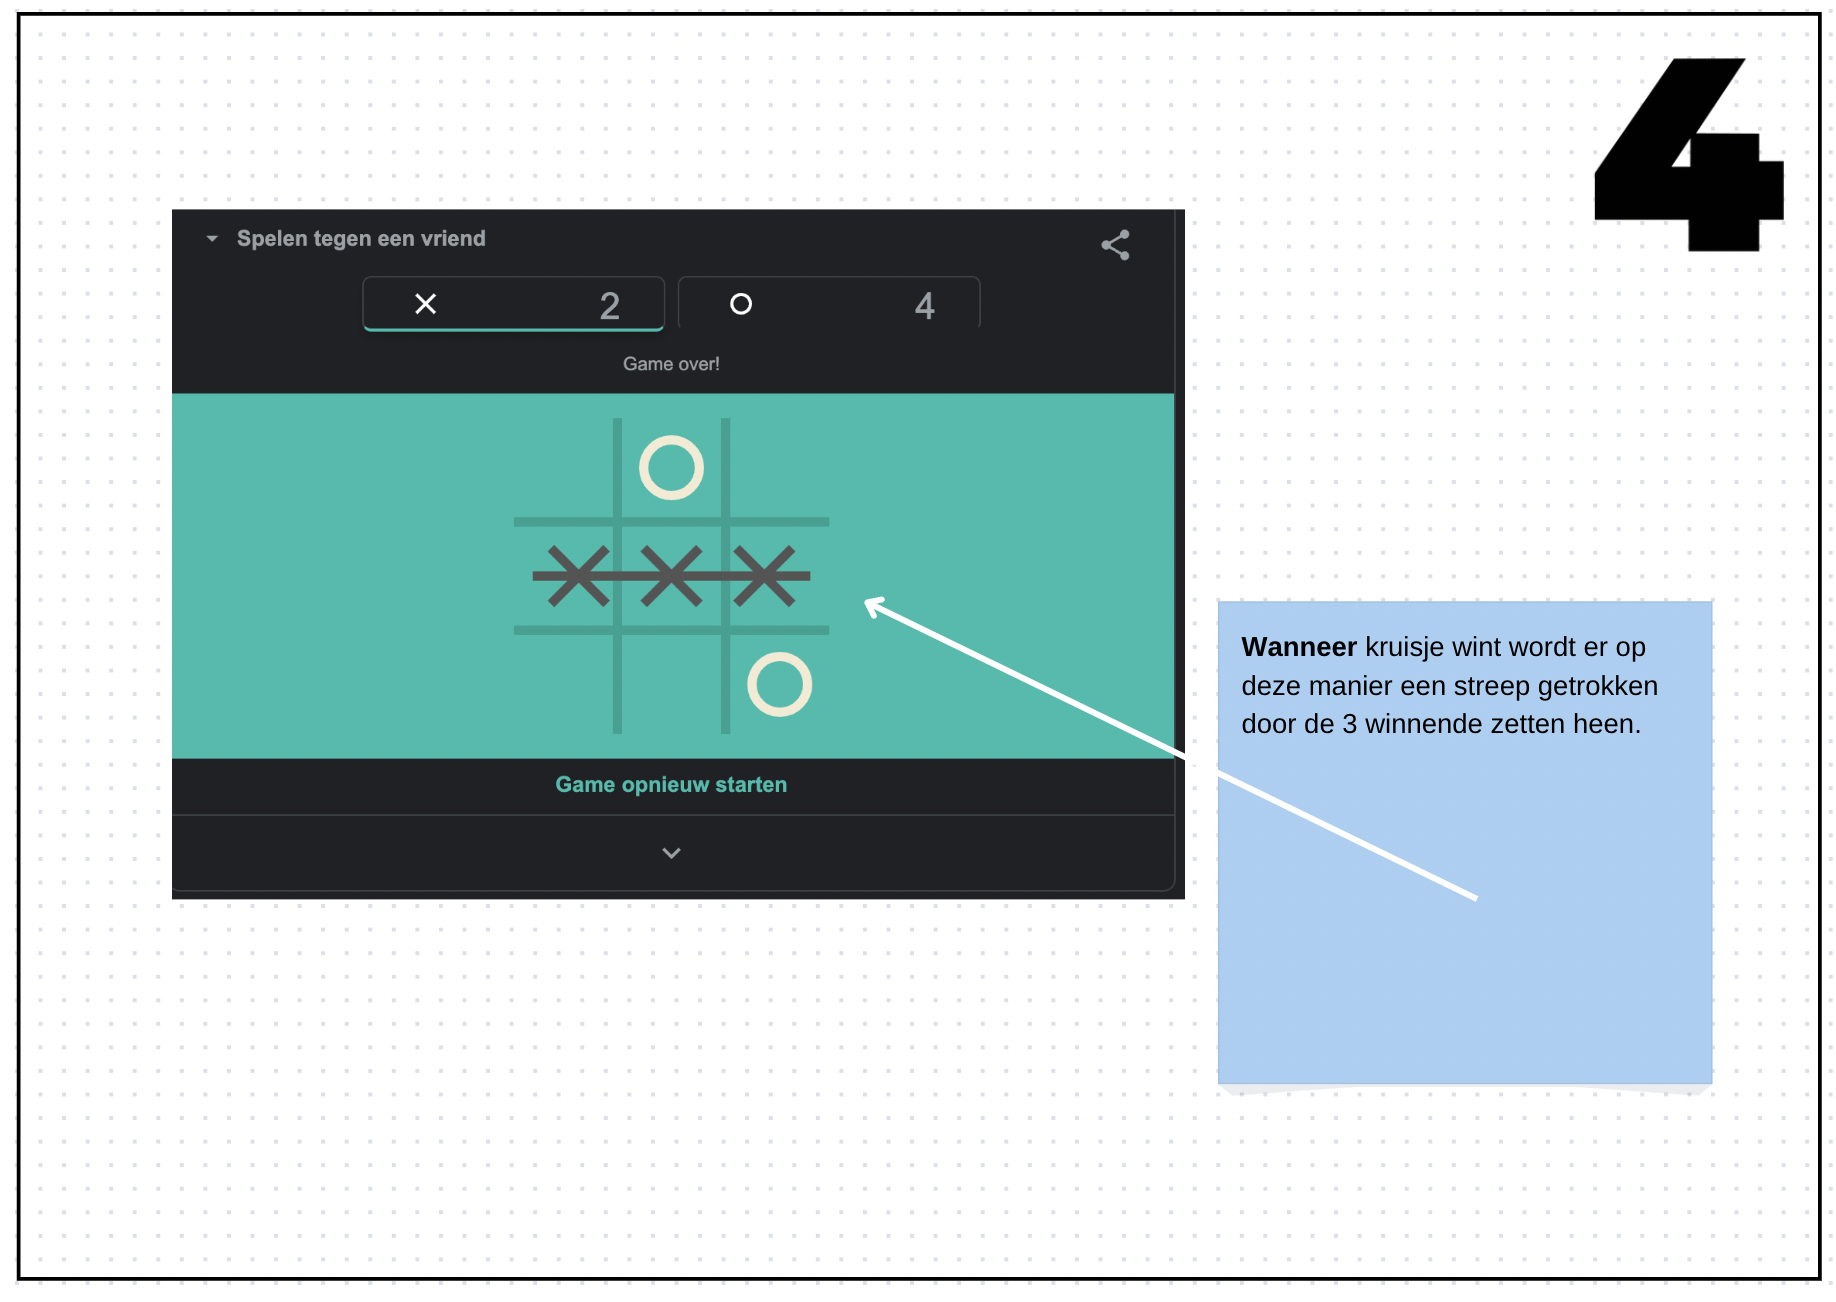 4
Spelen tegen een vriend
2
4
Game over!
Game opnieuw starten
Wanneer kruisje wint wordt er op
deze manier een streep getrokken
door de 3 winnende zetten heen.